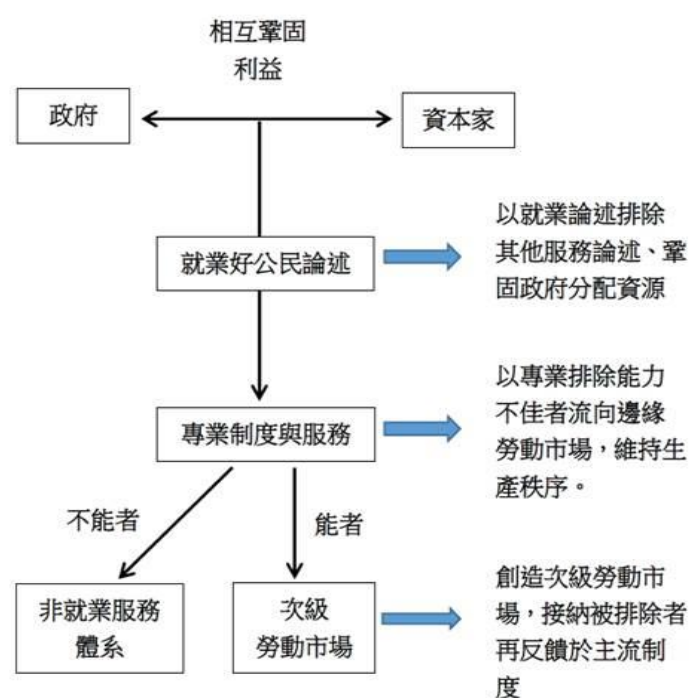 相互鞏固
利益
政府
資本家
就業好公民論述
以就業論述排除
其他服務論述、鞏
固政府分配資源
專業制度與服務
以專業排除能力
不佳者流向邊緣
勞動市場，維持生
產秩序。
不能者
能者
非就業服務
體系
次級
勞動市場
創造次級勞動市
場，接納被排除者
再反饋於主流制
度